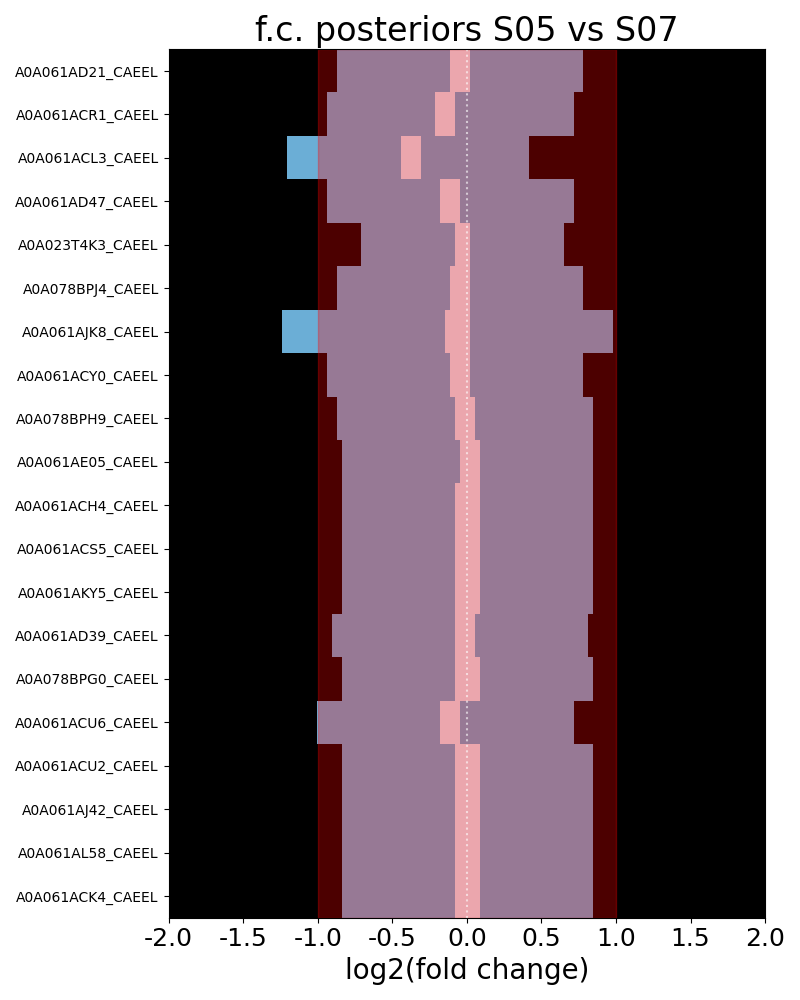 f.c. posteriors S05 vs S07
A0A061AD21_CAEEL
A0A061ACR1_CAEEL
A0A061ACL3_CAEEL
A0A061AD47_CAEEL
A0A023T4K3_CAEEL
A0A078BPJ4_CAEEL
A0A061AJK8_CAEEL
A0A061ACY0_CAEEL
A0A078BPH9_CAEEL
A0A061AE05_CAEEL
A0A061ACH4_CAEEL
A0A061ACS5_CAEEL
A0A061AKY5_CAEEL
A0A061AD39_CAEEL
A0A078BPG0_CAEEL
A0A061ACU6_CAEEL
A0A061ACU2_CAEEL
A0A061AJ42_CAEEL
A0A061AL58_CAEEL
A0A061ACK4_CAEEL
-2.0 -1.5 -1.0 -0.5 0.0 0.5 1.0 1.5 2.0
log2(fold change)